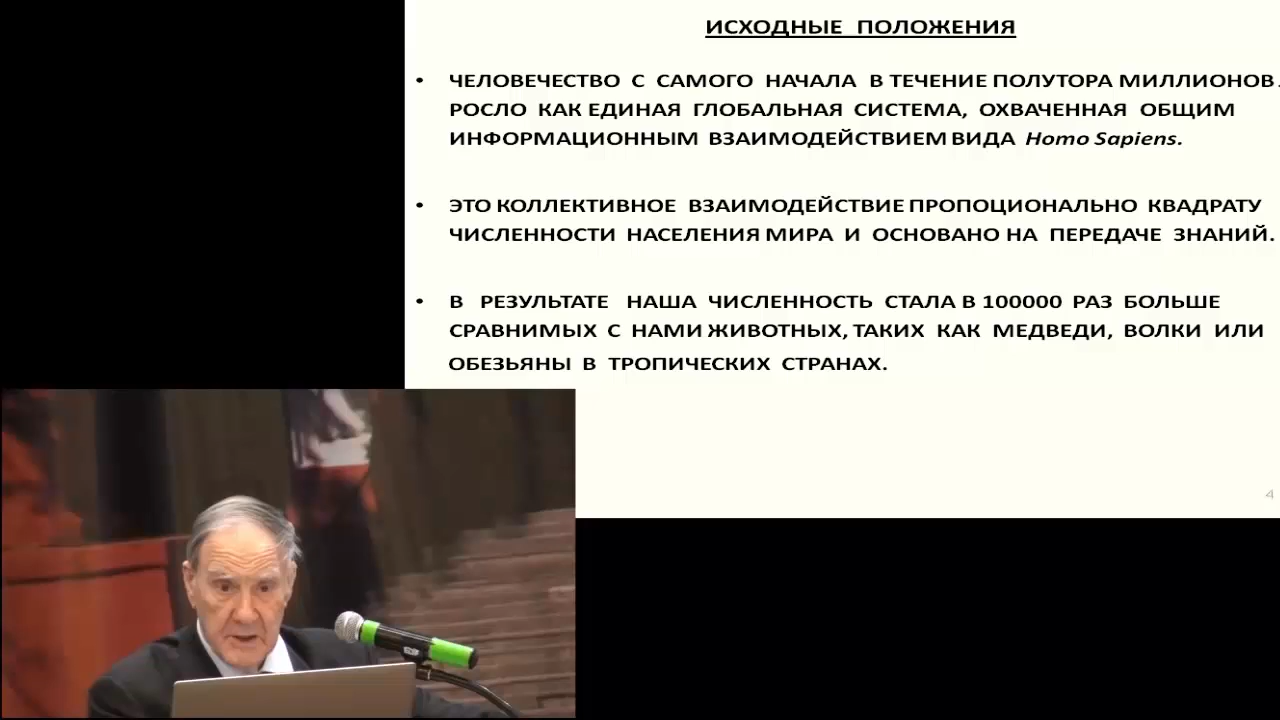 ИСХОДНЫЕ ПОЛОЖЕНИЯ
• ЧЕЛОВЕЧЕСТВО С САМОГО НАЧАЛА В ТЕЧЕНИЕ ПОЛУТОРА МИЛЛИОНОВ
РОСЛО КАК ЕДИНАЯ ГЛОБАЛЬНАЯ СИСТЕМА, ОХВАЧЕННАЯ ОБЩИМ
ИНФОРМАЦИОННЫМ ВЗАИМОДЕЙСТВИЕМ ВИДА Homo Sapiens.
• ЭТО КОЛЛЕКТИВНОЕ ВЗАИМОДЕЙСТВИЕ ПРОПОЦИОНАЛЬНО КВАДРАТУ
ЧИСЛЕННОСТИ НАСЕЛЕНИЯ МИРА И ОСНОВАНО НА ПЕРЕДАЧЕ ЗНАНИЙ.
• В РЕЗУЛЬТАТЕ НАША ЧИСЛЕННОСТЬ СТАЛА В 100000 РАЗ БОЛЬШЕ
СРАВНИМЫХ С НАМИ ЖИВОТНЫХ, ТАКИХ КАК МЕДВЕДИ, ВОЛКИ ИЛИ
ОБЕЗЬЯНЫ В ТРОПИЧЕСКИХ СТРАНАХ.
4